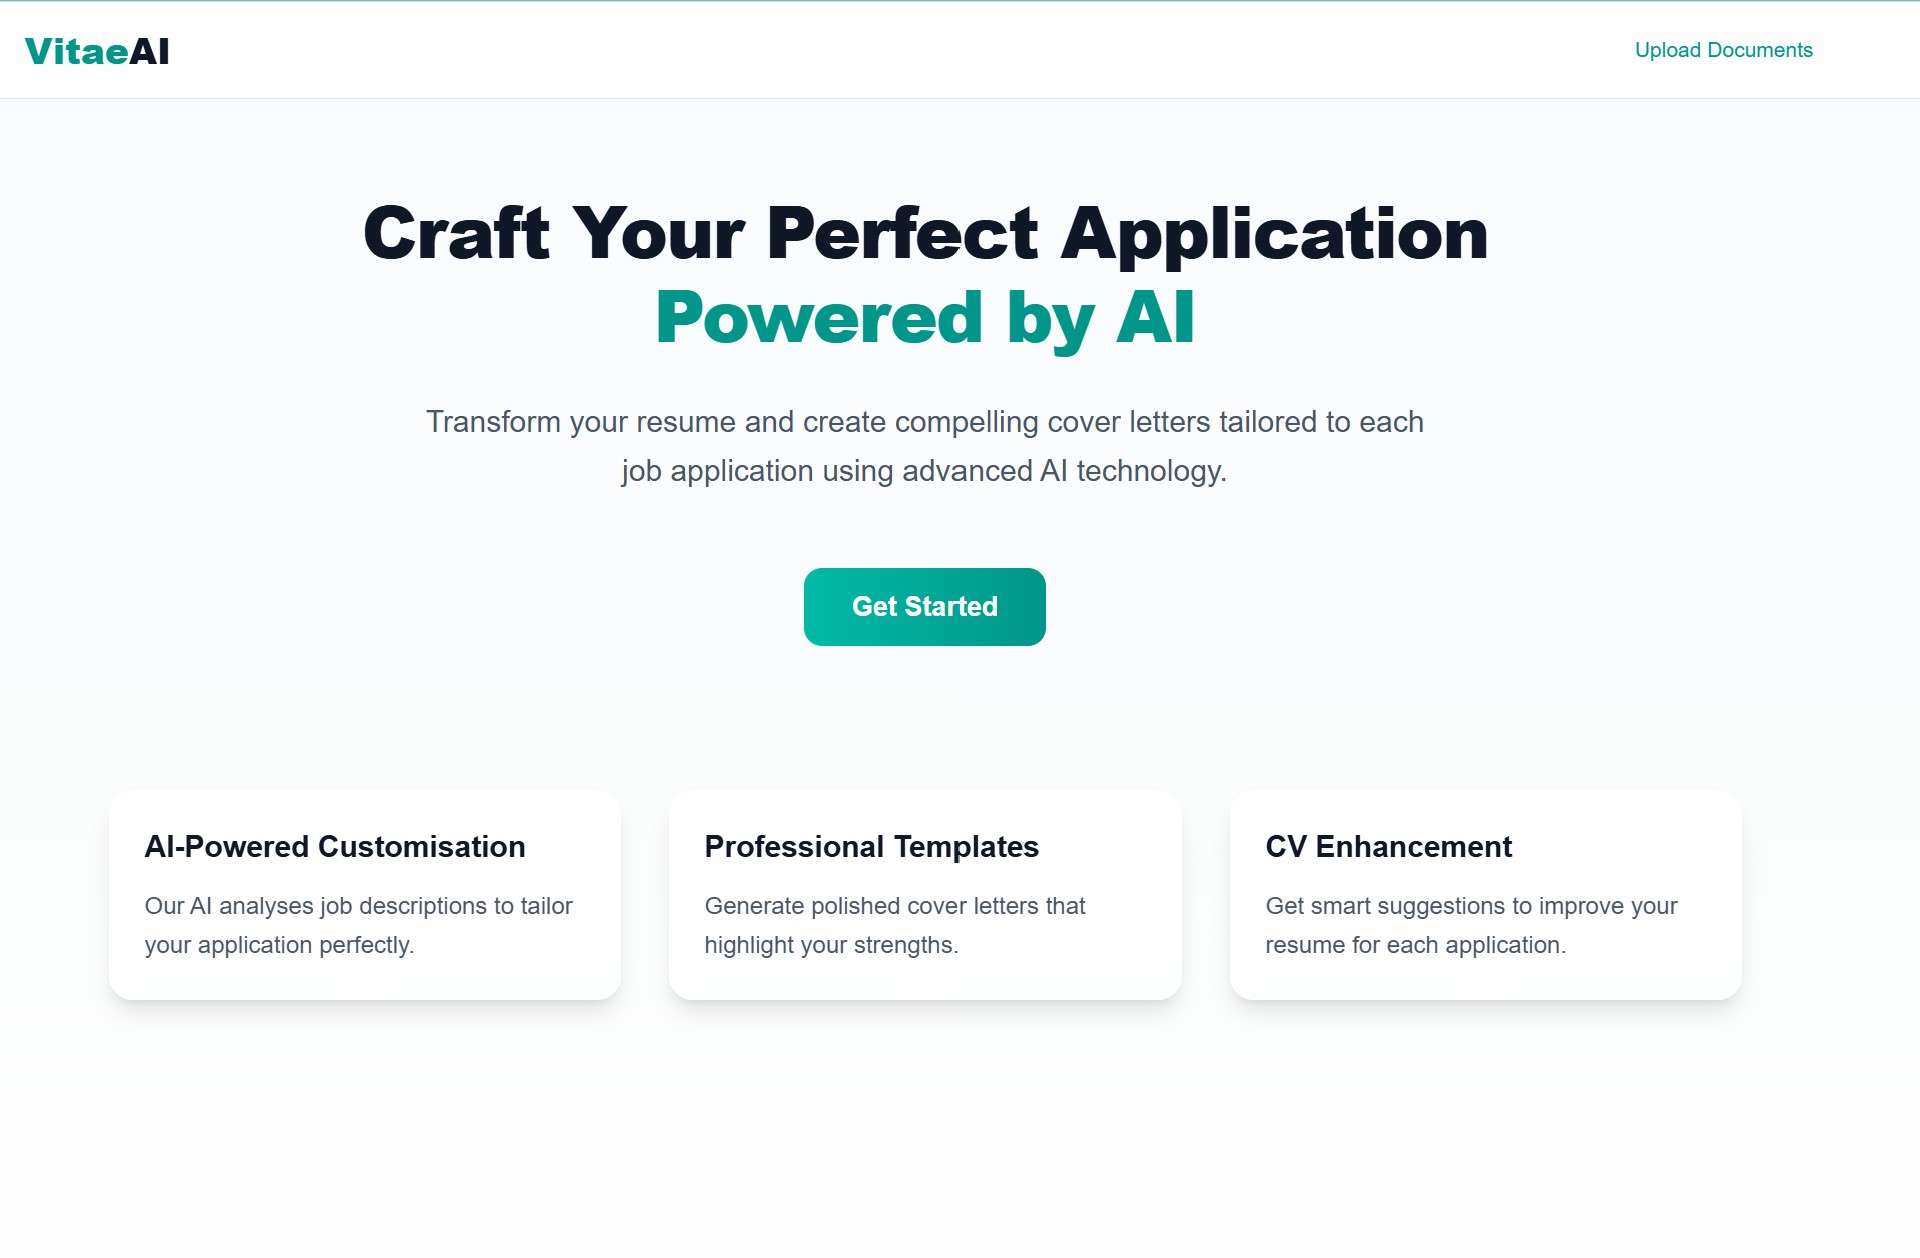 VitaeAI
Upload Documents
Craft Your Perfect Application
Powered by AI
Transform your resume and create compelling cover letters tailored to each
job application using advanced AI technology.
Get Started
AI-Powered Customisation
Our AI analyses job descriptions to tailor
your application perfectly.
Professional Templates
Generate polished cover letters that
highlight your strengths.
CV Enhancement
Get smart suggestions to improve your
resume for each application.